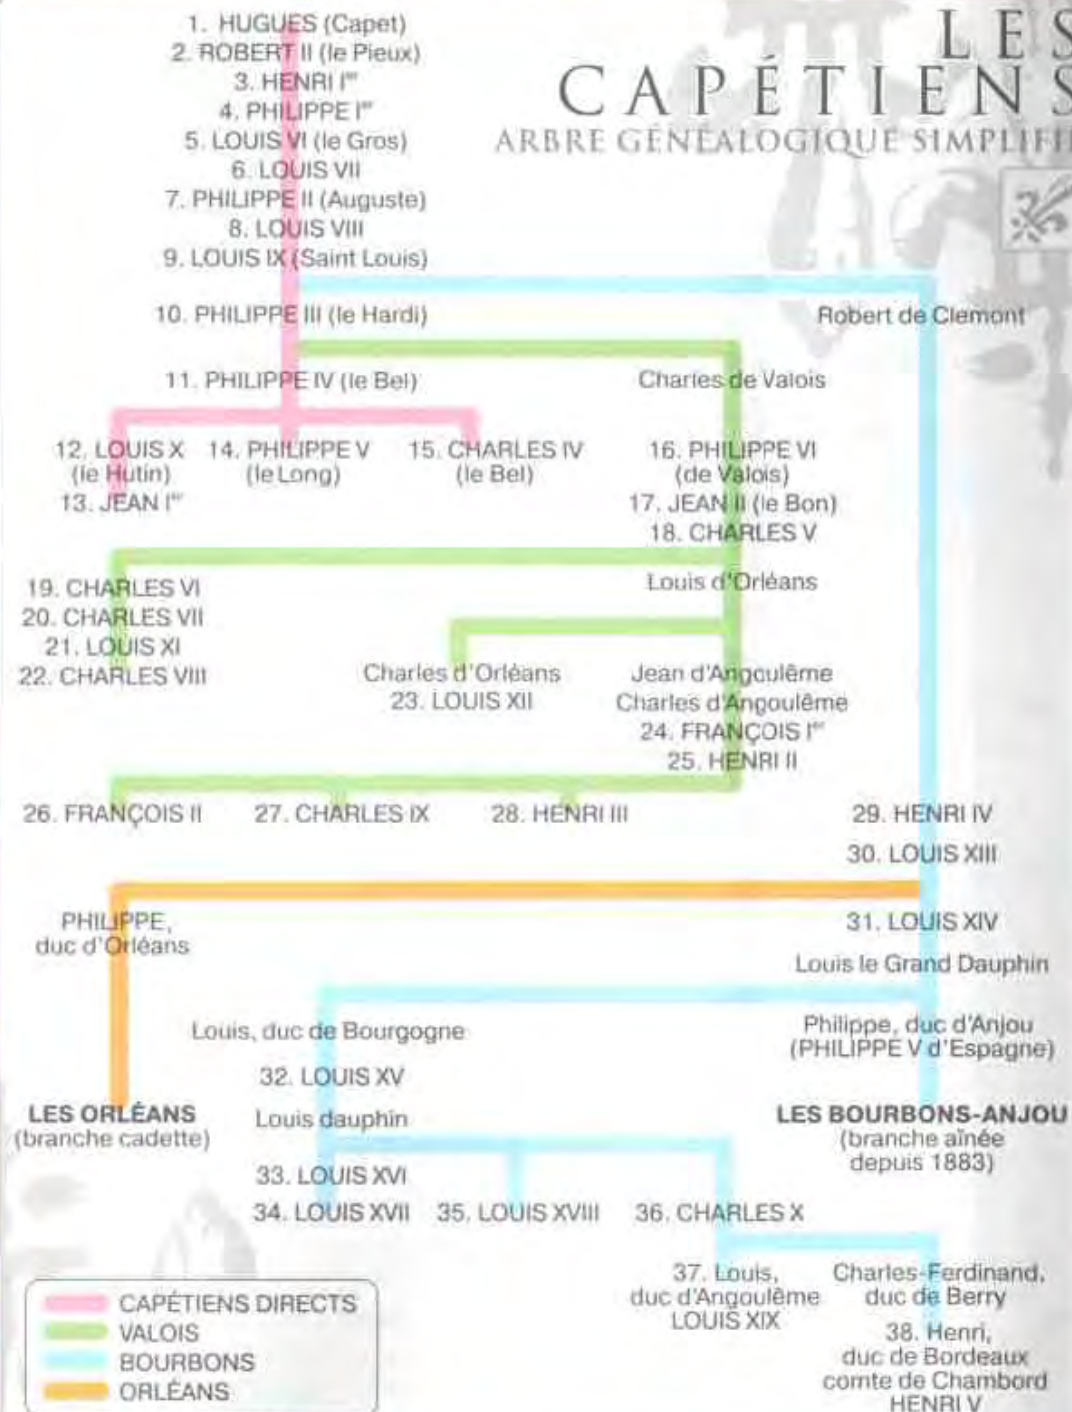 LES
CAPÉTIENS
ARBRE GÉNÉALOGIQUE SIMPLIFI
1. HUGUES (Capet)
2. ROBERT II (le Pieux)
3. HENRI Ier
4. PHILIPPE Ier
5. LOUIS VI (le Gros)
6. LOUIS VII
7. PHILIPPE II (Auguste)
8. LOUIS VIII
9. LOUIS IX (Saint Louis)
10. PHILIPPE III (le Hardi)
Robert de Clemont
11. PHILIPPE IV (le Bel)
Charles de Valois
12. LOUIS X
(le Hutin)
13. JEAN Ier
14. PHILIPPE V
(le Long)
15. CHARLES IV
(le Bel)
16. PHILIPPE VI
(de Valois)
17. JEAN II (le Bon)
18. CHARLES V
19. CHARLES VI
20. CHARLES VII
21. LOUIS XI
22. CHARLES VIII
Louis d'Orléans
Charles d'Orléans
23. LOUIS XII
Jean d'Angoulême
Charles d'Angoulême
24. FRANÇOIS Ier
25. HENRI II
26. FRANÇOIS II
27. CHARLES IX
28. HENRI III
29. HENRI IV
30. LOUIS XIII
PHILIPPE,
duc d'Orléans
31. LOUIS XIV
Louis le Grand Dauphin
Louis, duc de Bourgogne
32. LOUIS XV
Louis dauphin
Philippe, duc d'Anjou
(PHILIPPE V d'Espagne)
LES ORLÉANS
(branche cadette)
LES BOURBONS-ANJOU
(branche aînée
depuis 1883)
33. LOUIS XVI
34. LOUIS XVII
35. LOUIS XVIII
36. CHARLES X
37. Louis,
duc d'Angoulême
LOUIS XIX
Charles-Ferdinand,
duc de Berry
38. Henri,
duc de Bordeaux
comte de Chambord
HENRI V
CAPÉTIENS DIRECTS
VALOIS
BOURBONS
ORLÉANS